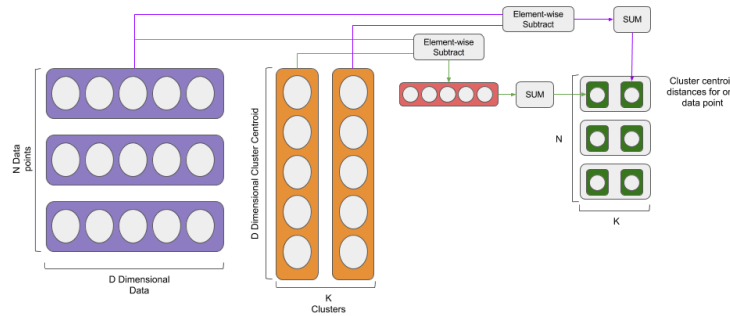 Element-wise
Subtract
SUM
Element-wise
Subtract
SUM
Cluster centroi
distances for or
data point
N Data
points
D Dimensional Cluster Centroid
N
K
D Dimensional
Data
K
Clusters